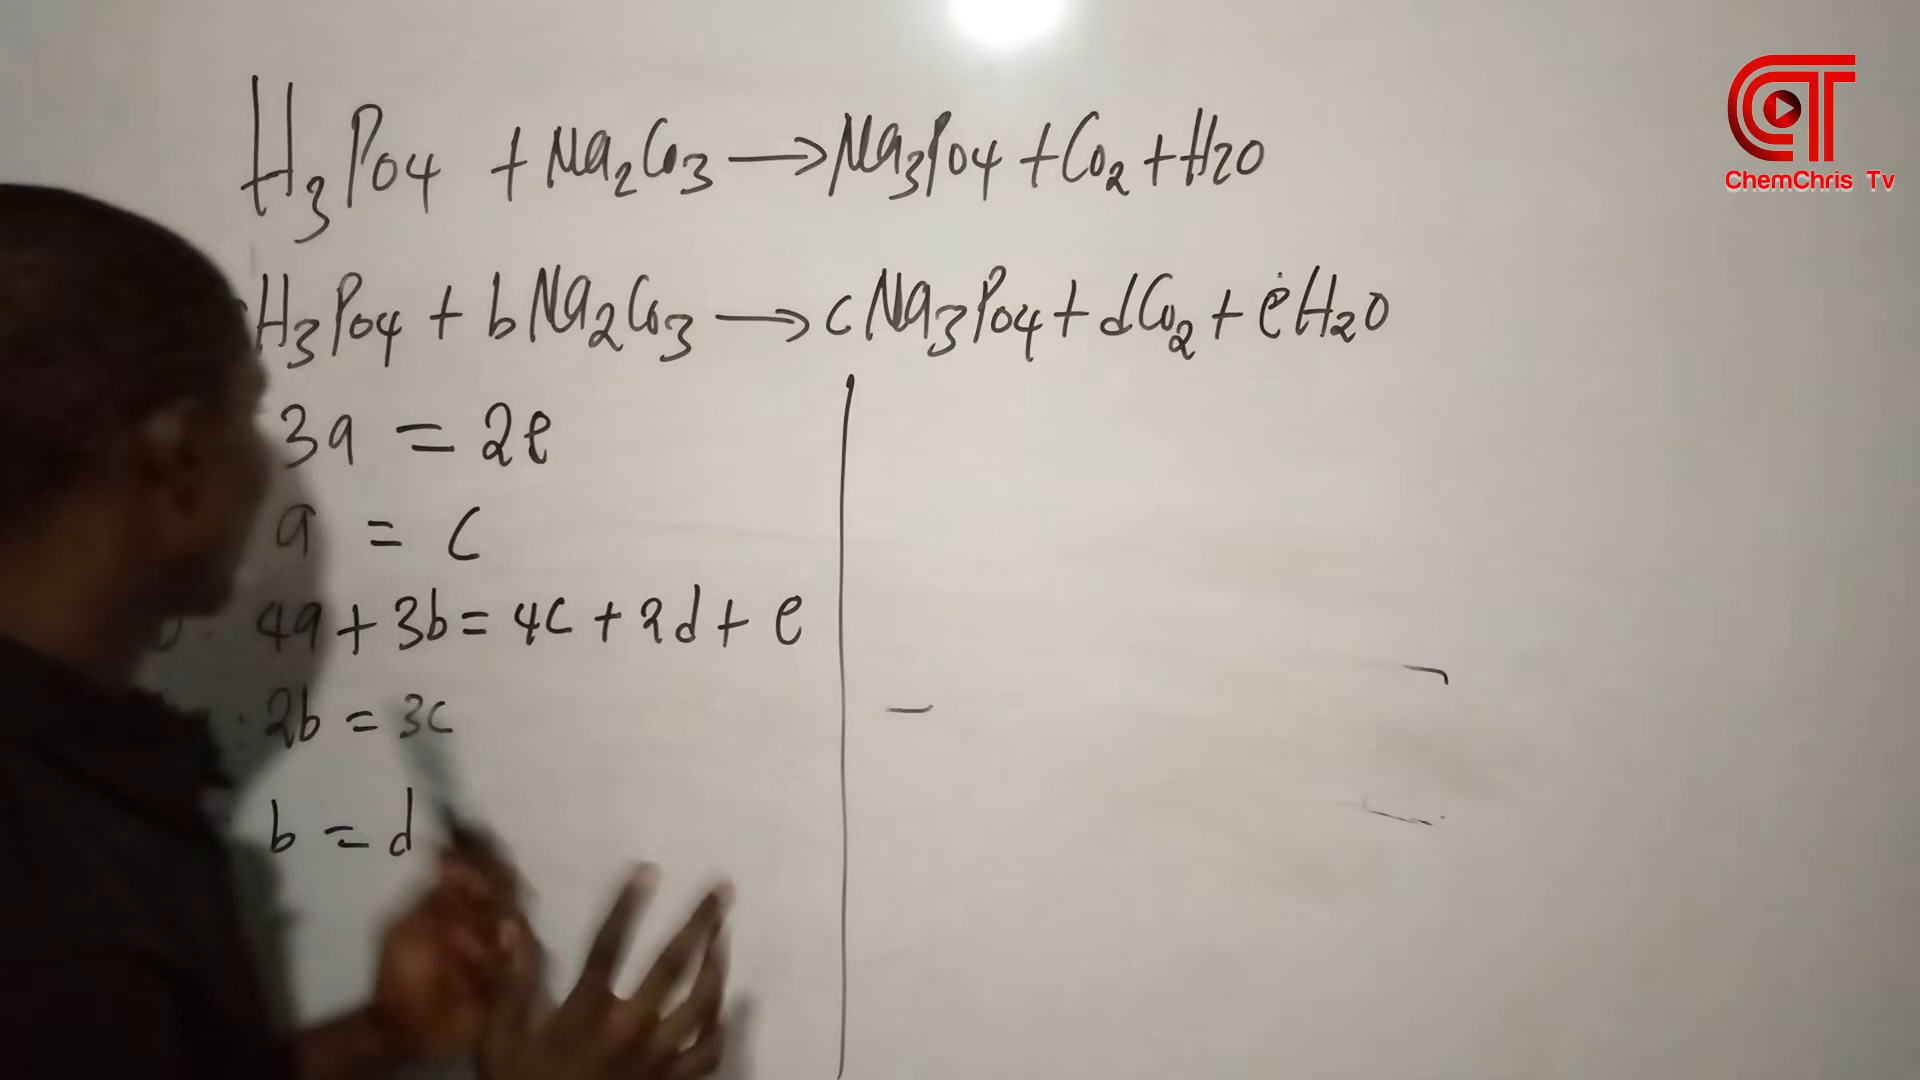 H3PO4 + Na2CO3 → Na3PO4 + CO2 + H2O
H3PO4 + bNa2CO3 → cNa3PO4 + dCO2 + eH2O
3a = 2e
a = c
4a + 3b = 4c + 2d + e
2b = 3c
b = d
CT
ChemChris Tv